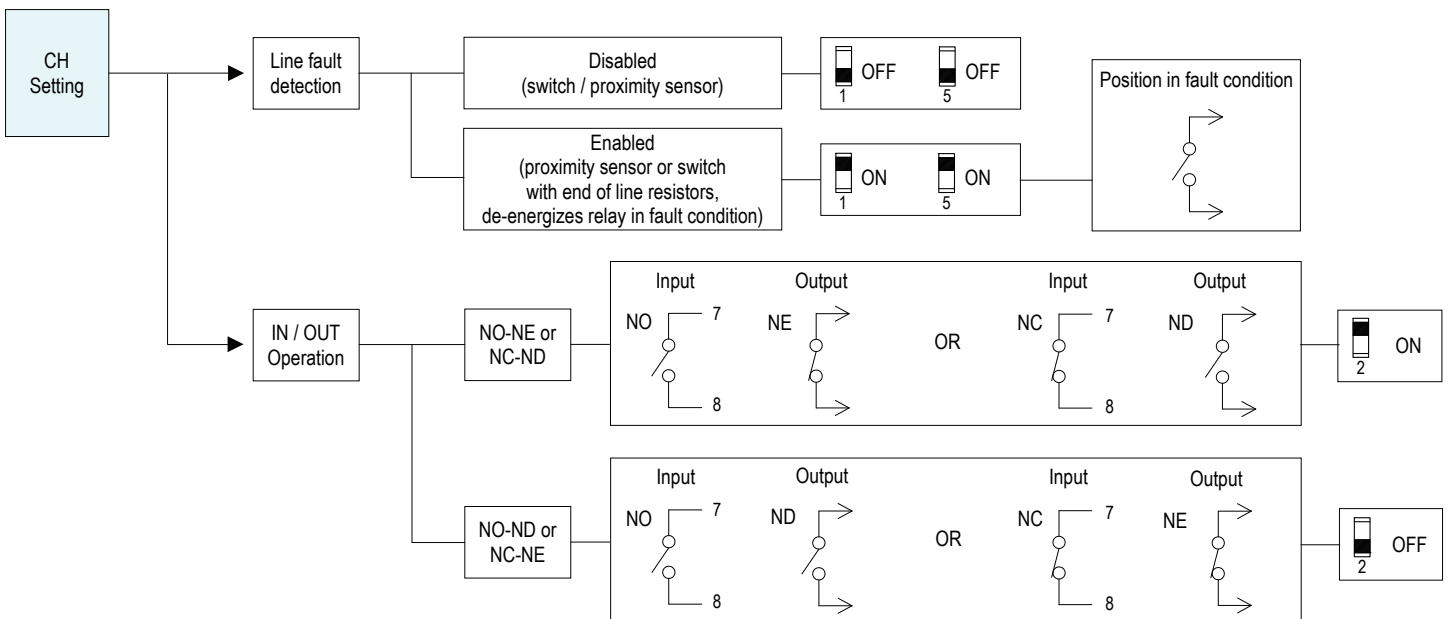 CH
Setting
Line fault
detection
Disabled
(switch / proximity sensor)
OFF
1
OFF
5
Enabled
(proximity sensor or switch
with end of line resistors,
de-energizes relay in fault condition)
ON
1
ON
5
Position in fault condition
IN / OUT
Operation
NO-NE or
NC-ND
Input
NO
7
8
Output
NE
OR
Input
NC
7
8
Output
ND
ON
2
NO-ND or
NC-NE
Input
NO
7
8
Output
ND
OR
Input
NC
7
8
Output
NE
OFF
2